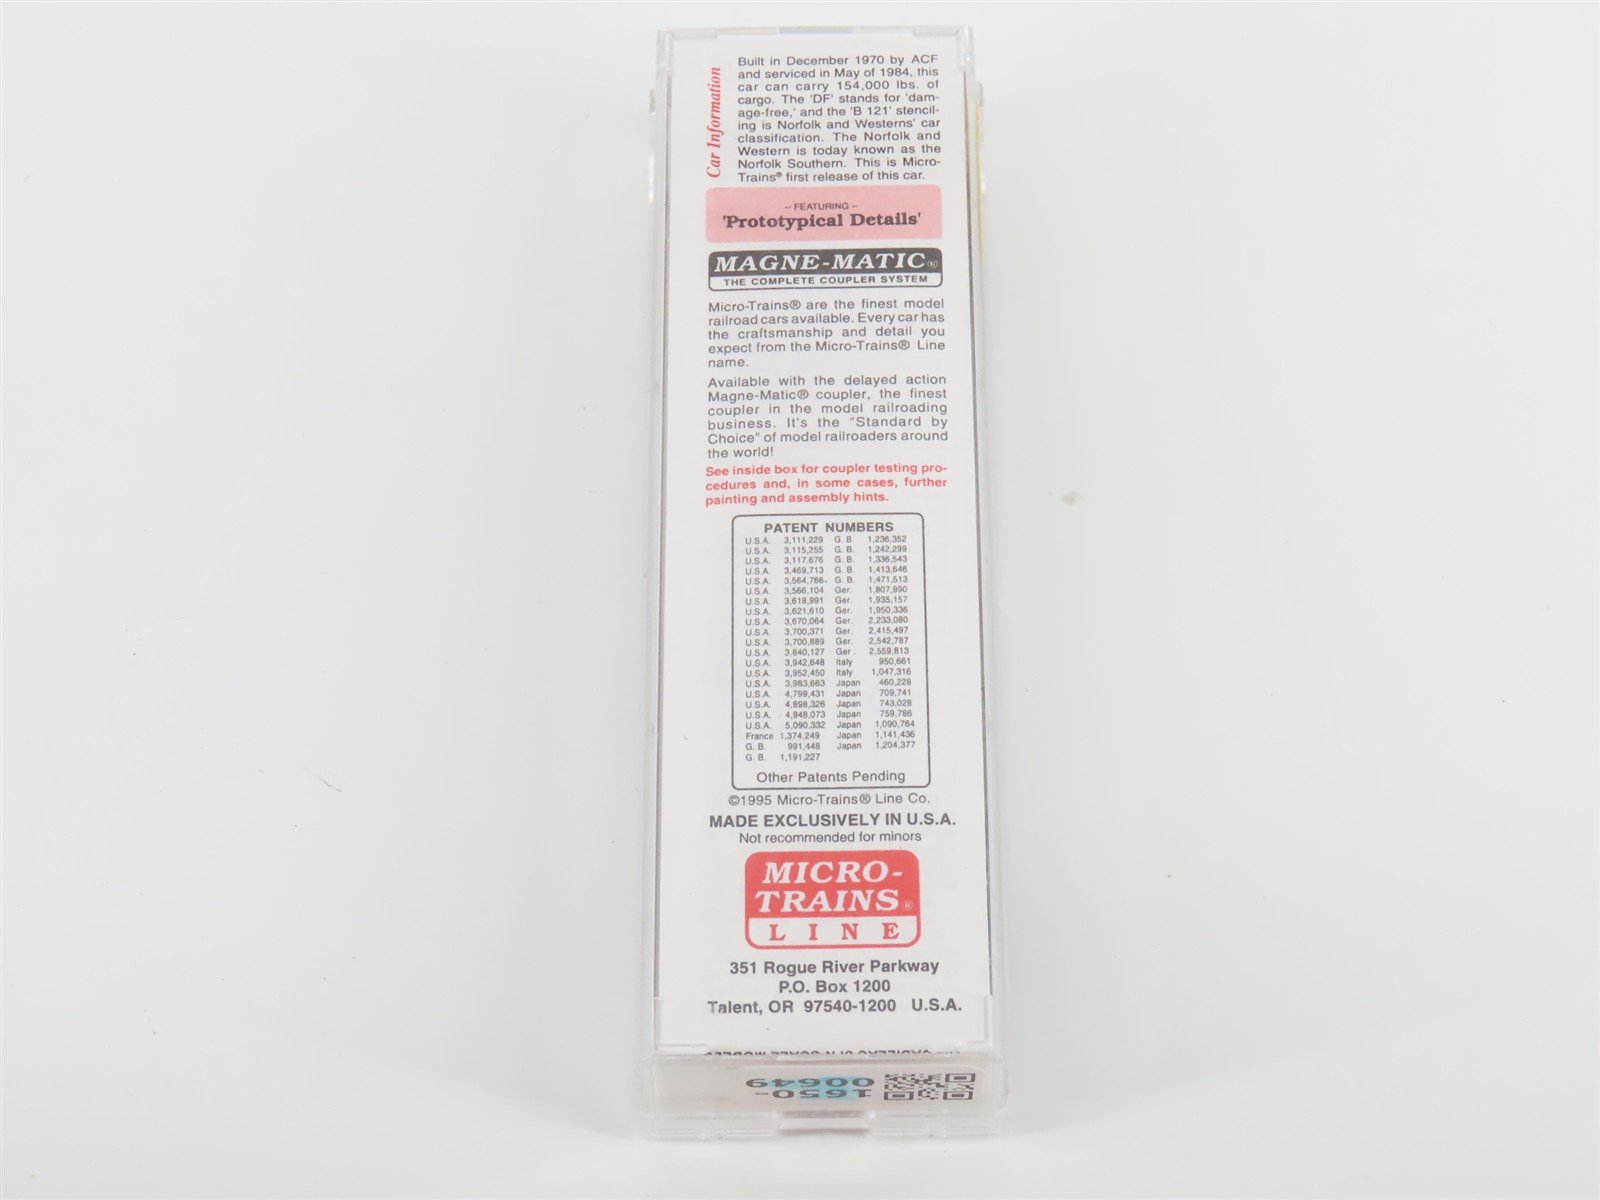 Car Information
Built in December 1970 by ACF
and serviced in May of 1984, this
car can carry 154,000 lbs. of
cargo. The 'DF' stands for 'dam-
age-free,' and the 'B 121' stencil-
ing is Norfolk and Westerns' car
classification. The Norfolk and
Western is today known as the
Norfolk Southern. This is Micro-
Trains® first release of this car.
-- FEATURING --
'Prototypical Details'
MAGNE-MATIC®
THE COMPLETE COUPLER SYSTEM
Micro-Trains® are the finest model
railroad cars available. Every car has
the craftsmanship and detail you
expect from the Micro-Trains® Line
name.
Available with the delayed action
Magne-Matic® coupler, the finest
coupler in the model railroading
business. It's the "Standard by
Choice" of model railroaders around
the world!
See inside box for coupler testing pro-
cedures and, in some cases, further
painting and assembly hints.
PATENT NUMBERS
U.S.A. 3,111,229 G. B. 1,236,352
U.S.A. 3,115,255 G. B. 1,242,299
U.S.A. 3,117,676 G. B. 1,336,543
U.S.A. 3,469,713 G. B. 1,413,646
U.S.A. 3,564,766 G. B. 1,471,513
U.S.A. 3,566,104 Ger. 1,807,990
U.S.A. 3,618,991 Ger. 1,935,157
U.S.A. 3,621,610 Ger. 1,950,336
U.S.A. 3,670,064 Ger. 2,233,080
U.S.A. 3,700,371 Ger. 2,415,497
U.S.A. 3,700,889 Ger. 2,542,787
U.S.A. 3,840,127 Ger . 2,559,813
U.S.A. 3,942,648 Italy 950,661
U.S.A. 3,952,450 Italy 1,047,316
U.S.A. 3,983,663 Japan 460,228
U.S.A. 4,799,431 Japan 709,741
U.S.A. 4,898,326 Japan 743,028
U.S.A. 4,948,073 Japan 759,786
U.S.A. 5,090,332 Japan 1,090,764
France 1,374,249 Japan 1,141,436
G. B. 991,448 Japan 1,204,377
G. B. 1,191,227
Other Patents Pending
©1995 Micro-Trains® Line Co.
MADE EXCLUSIVELY IN U.S.A.
Not recommended for minors
MICRO-
TRAINS®
LINE
351 Rogue River Parkway
P.O. Box 1200
Talent, OR 97540-1200 U.S.A.
1650-
00649